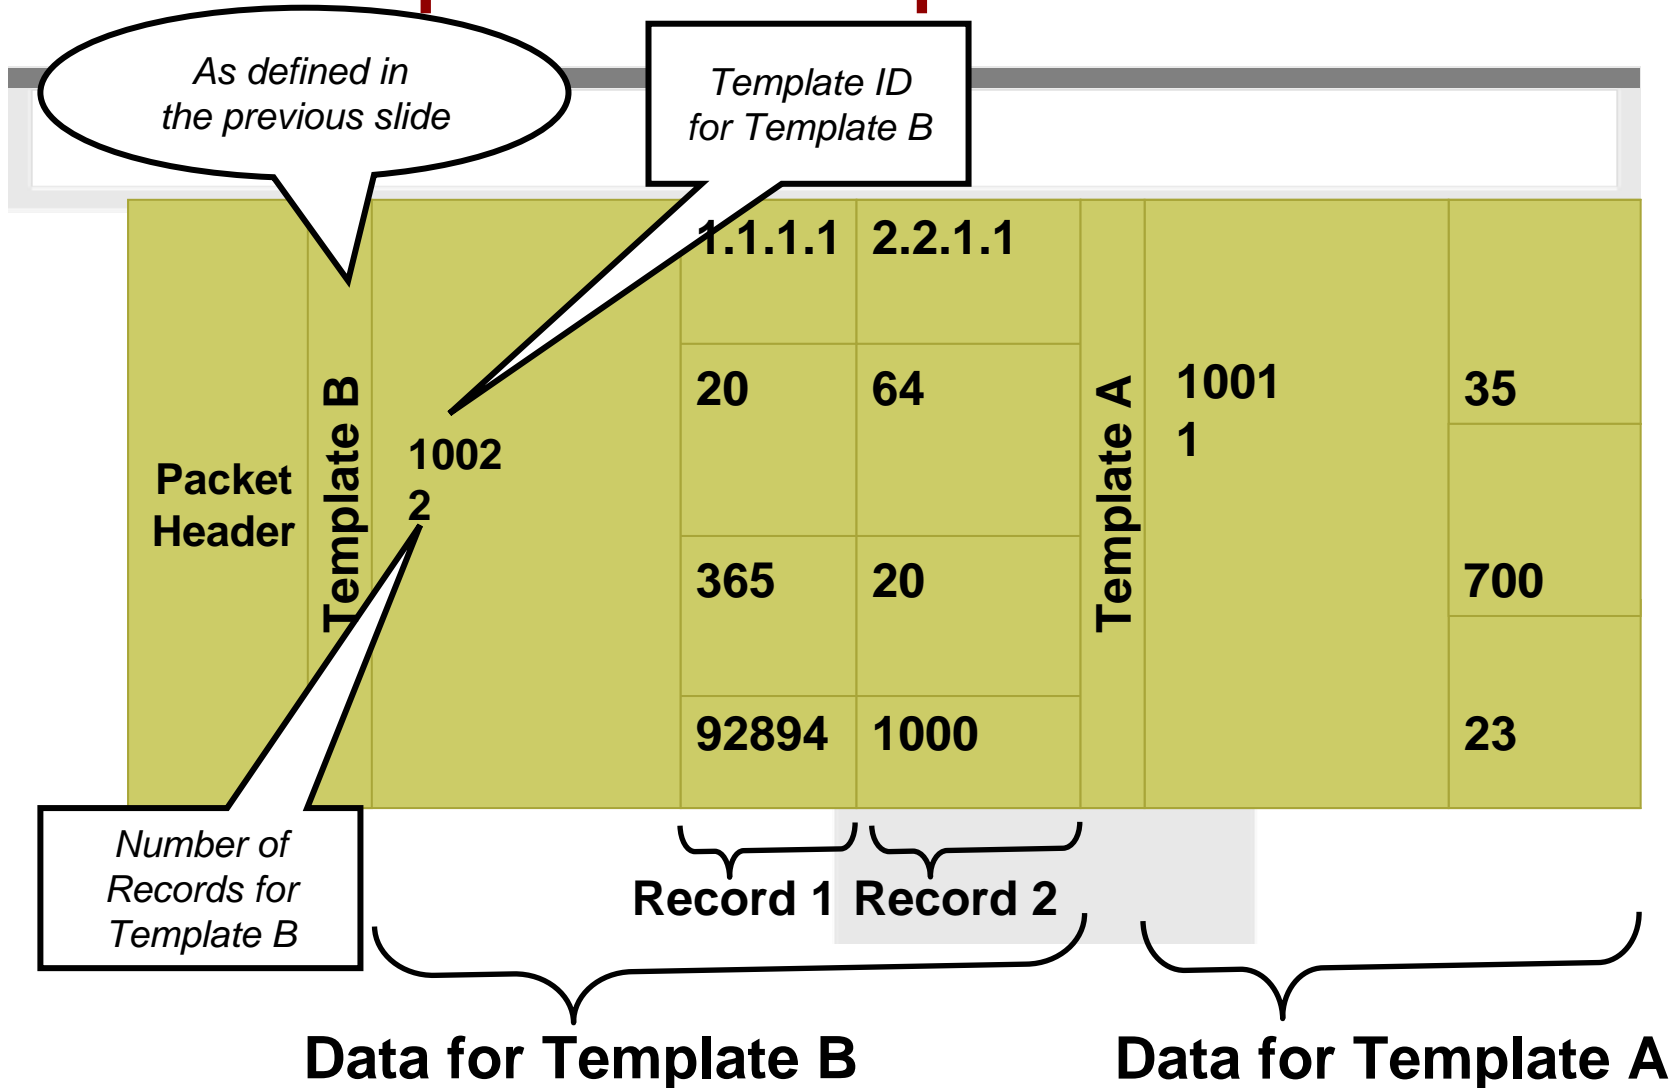 As defined in
the previous slide
Template ID
for Template B
Packet
Header
Template B
1002
2
1.1.1.1
2.2.1.1
20
64
365
20
92894
1000
Template A
1001
1
35
700
23
Number of
Records for
Template B
Record 1
Record 2
Data for Template B
Data for Template A